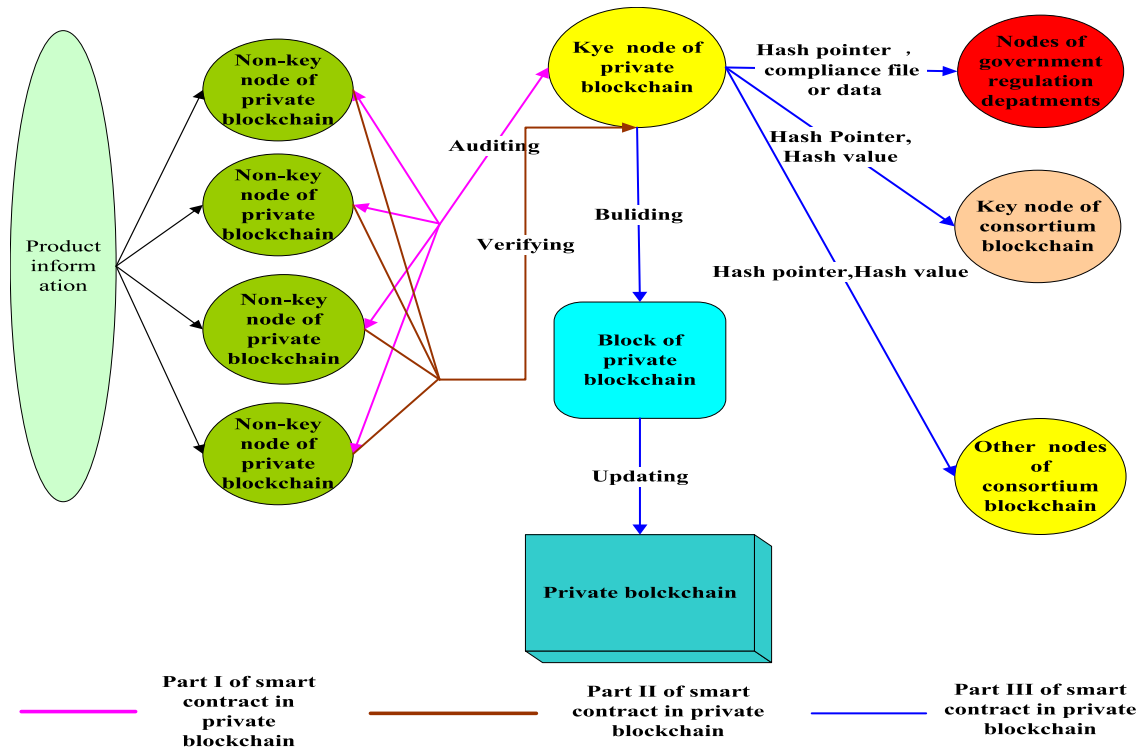 Product
inform
ation
Non-key
node of
private
blockchain
Non-key
node of
private
blockchain
Non-key
node of
private
blockchain
Non-key
node of
private
blockchain
Auditing
Verifying
Kye node of
private
blockchain
Buliding
Block of
private
blockchain
Updating
Private bolckchain
Hash pointer ,
compliance file
or data
Hash Pointer,
Hash value
Hash pointer,Hash value
Nodes of
government
regulation
depatments
Key node of
consortium
blockchain
Other nodes
of
consortium
blockchain
Part I of smart
contract in
private
blockchain
Part II of smart
contract in private
blockchain
Part III of smart
contract in private
blockchain